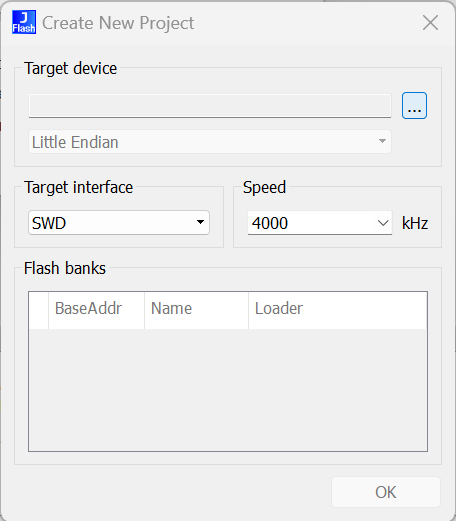 J
Flash
Create New Project
Target device
...
Little Endian
Target interface
Speed
SWD
4000
kHz
Flash banks
BaseAddr
Name
Loader
OK